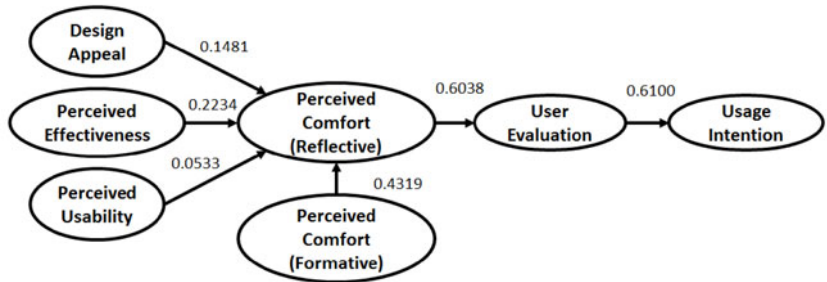 Design
Appeal
0.1481
Perceived
Effectiveness
0.2234
Perceived
Usability
0.0533
Perceived
Comfort
(Reflective)
0.6038
User
Evaluation
0.6100
Usage
Intention
0.4319
Perceived
Comfort
(Formative)